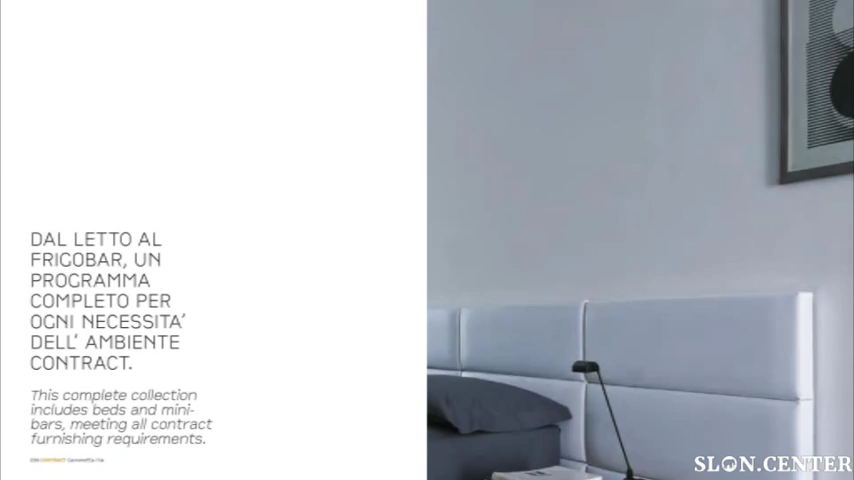 DAL LETTO AL
FRIGOBAR, UN
PROGRAMMA
COMPLETO PER
OGNI NECESSITA'
DELL' AMBIENTE
CONTRACT.
This complete collection
includes beds and mini-
bars, meeting all contract
furnishing requirements.
CONTRACT
SLON.CENTER